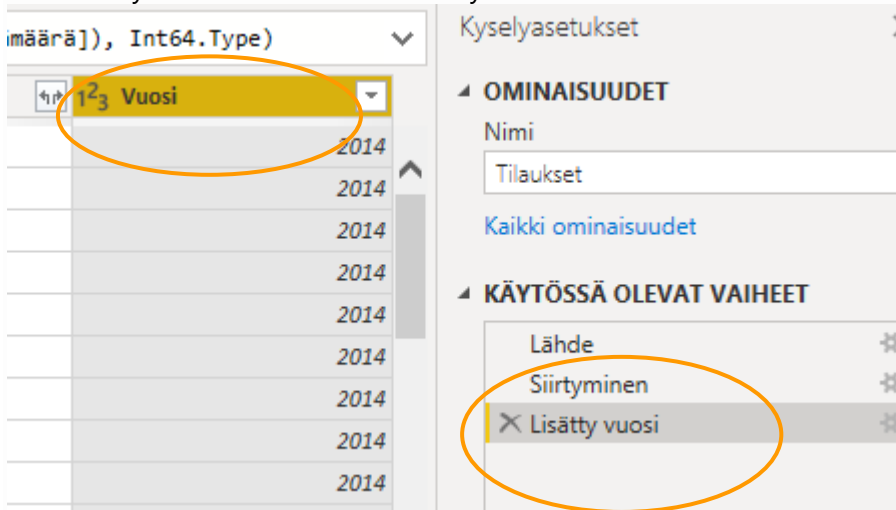 määrä]), Int64.Type)
Kyselyasetukset
1²3 Vuosi
2014
2014
2014
2014
2014
2014
2014
2014
2014
OMINAISUUDET
Nimi
Tilaukset
Kaikki ominaisuudet
KÄYTÖSSÄ OLEVAT VAIHEET
Lähde
Siirtyminen
Lisätty vuosi